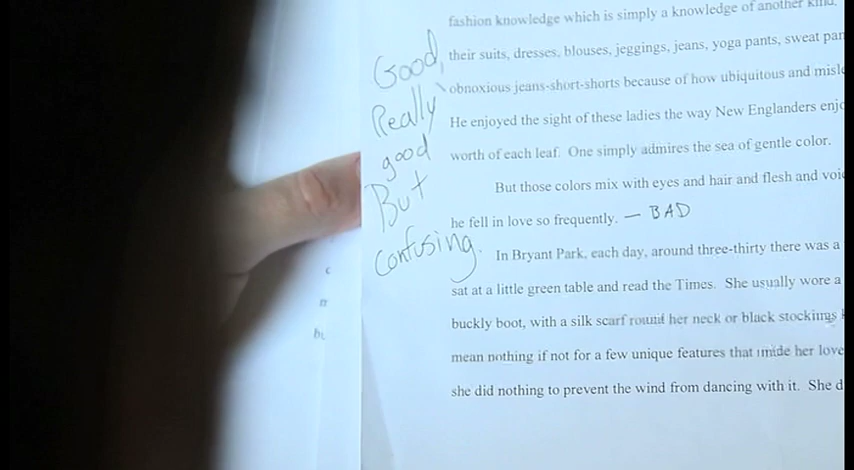 fashion knowledge which is simply a knowledge of another kind.
Good,
their suits, dresses, blouses, jeggings, jeans, yoga pants, sweat
obnoxious jeans-short-shorts because of how ubiquitous and
Really
He enjoyed the sight of these ladies the way New Englanders
good
worth of each leaf. One simply admires the sea of gentle color.
But
But those colors mix with eyes and hair and flesh and
he fell in love so frequently. — BAD
confusing.
In Bryant Park, each day, around three-thirty there was a
sat at a little green table and read the Times. She usually wore a
buckly boot, with a silk scarf round her neck or black stockings
mean nothing if not for a few unique features that made her
she did nothing to prevent the wind from dancing with it. She